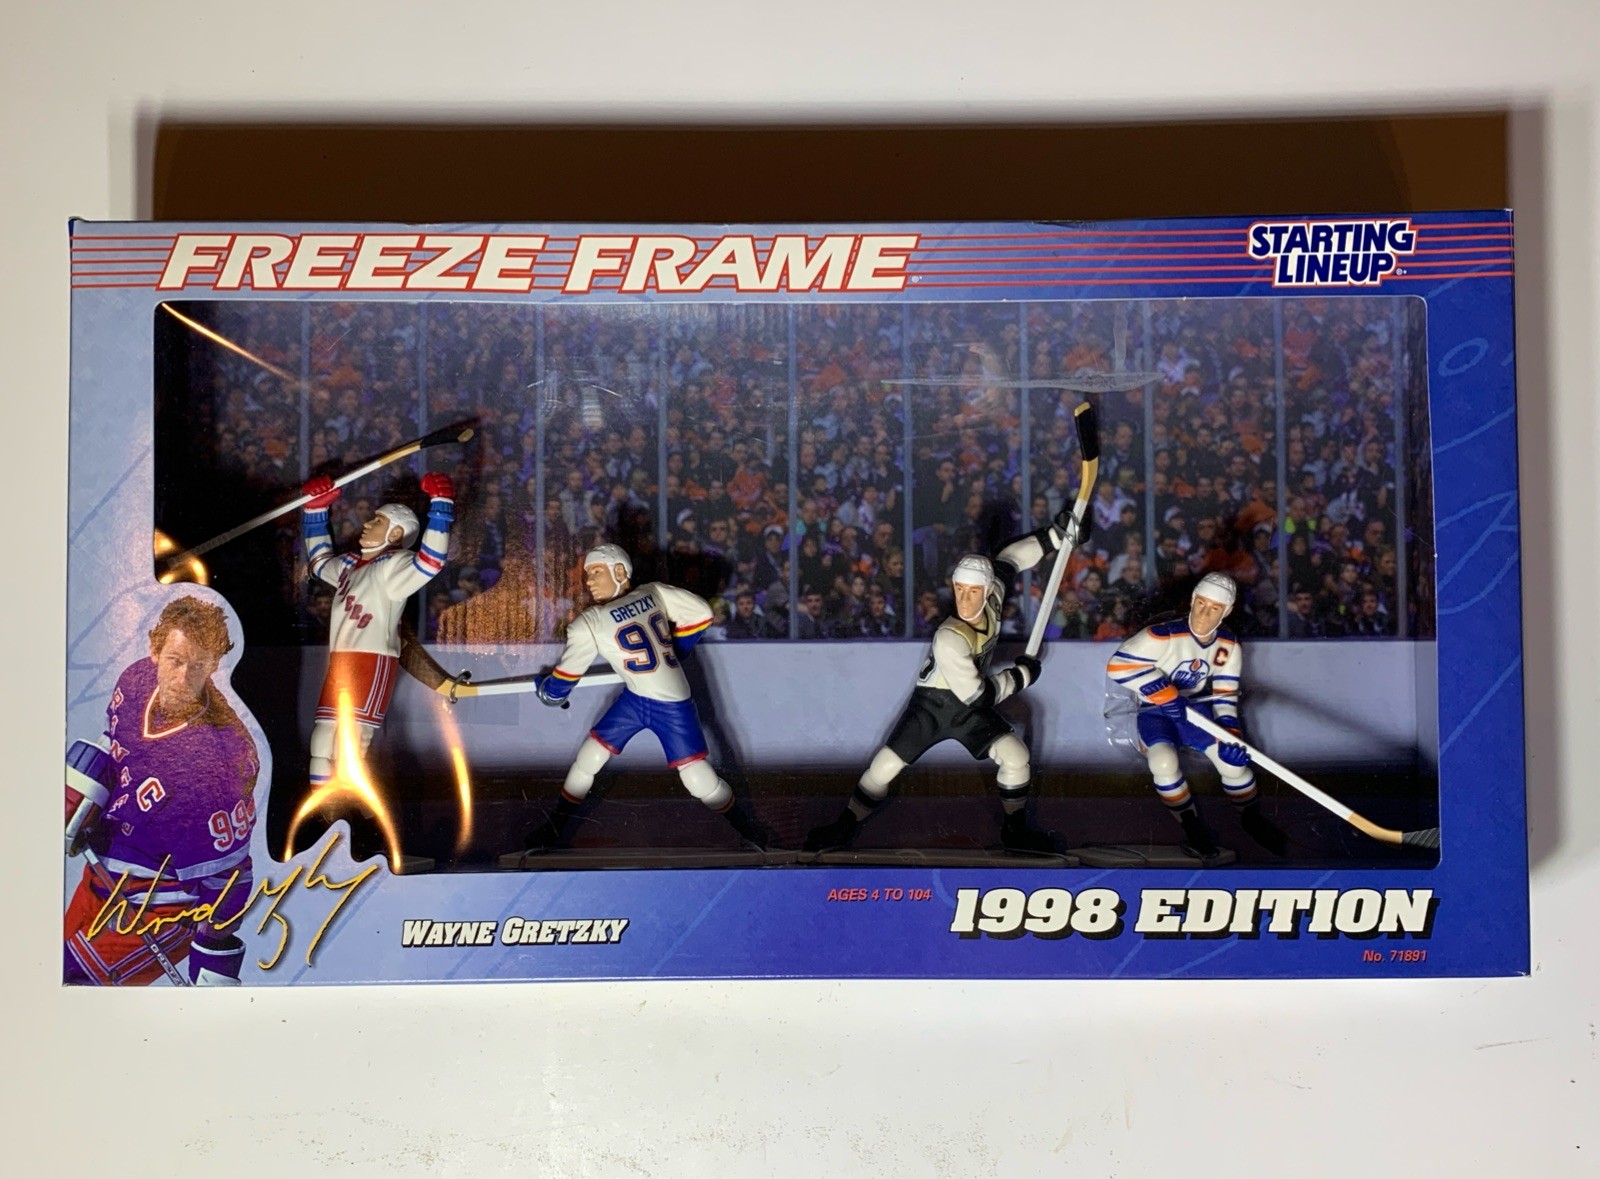 FREEZE FRAME
STARTING
LINEUP
GRETZKY
99
C
C
99
WAYNE GRETZKY
AGES 4 TO 104
1998 EDITION
No. 71891